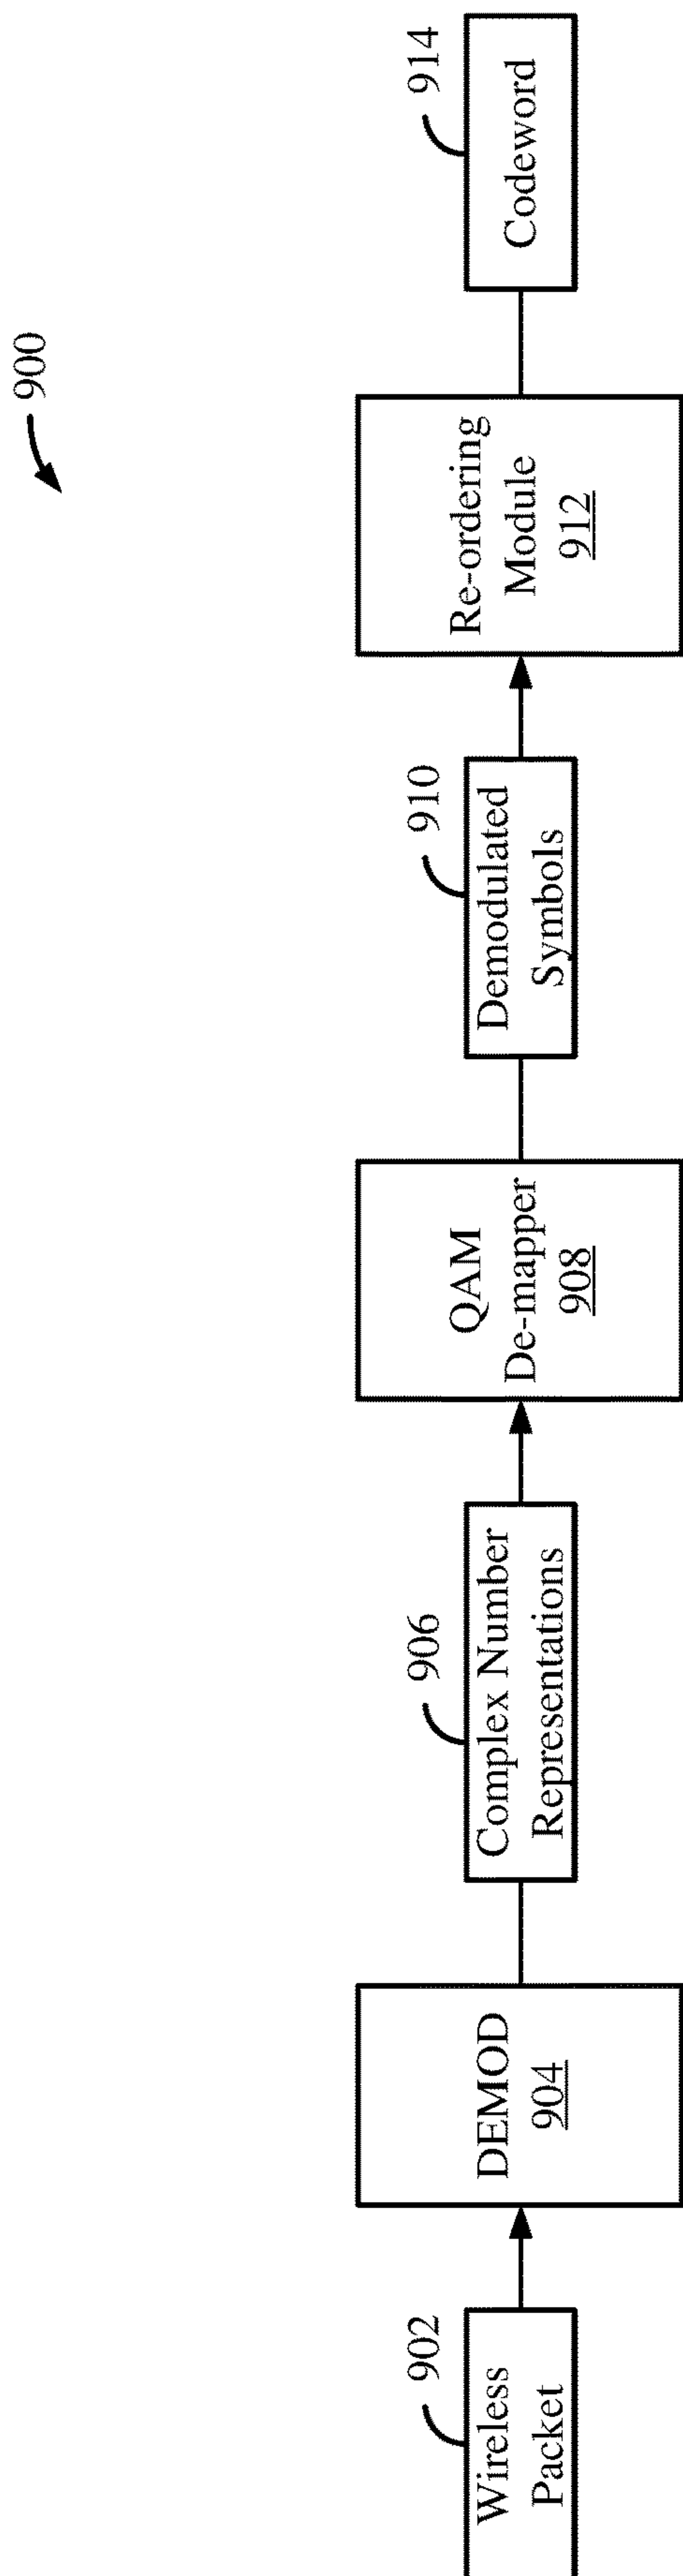 900
902
Wireless
Packet
DEMOD
904
906
Complex Number
Representations
QAM
De-mapper
908
910
Demodulated
Symbols
Re-ordering
Module
912
914
Codeword